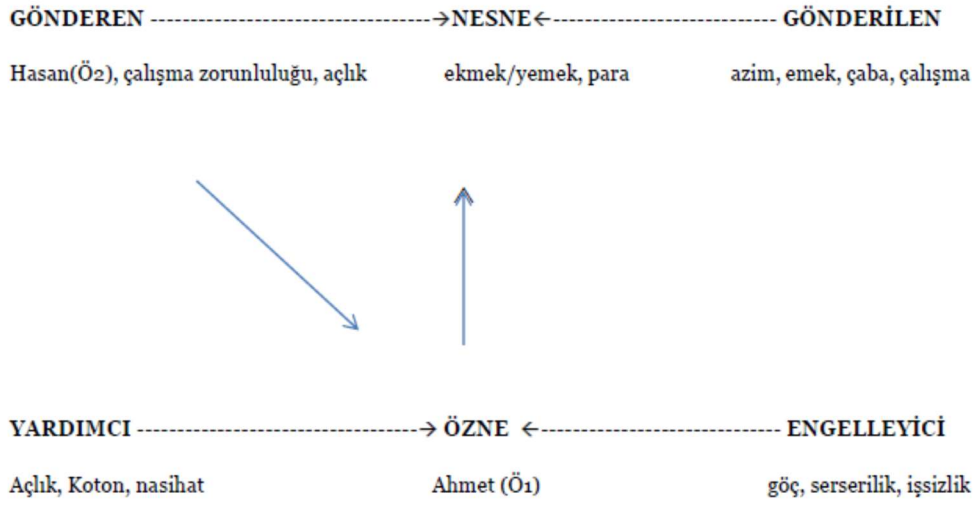 GÖNDEREN -----------------------------------→NESNE←---------------------------- GÖNDERİLEN
Hasan(Ö2), çalışma zorunluluğu, açlık ekmek/yemek, para azim, emek, çaba, çalışma
YARDIMCI -----------------------------------→ ÖZNE ←------------------------------ ENGELLEYİCİ
Açlık, Koton, nasihat Ahmet (Ö1) göç, serserilik, işsizlik